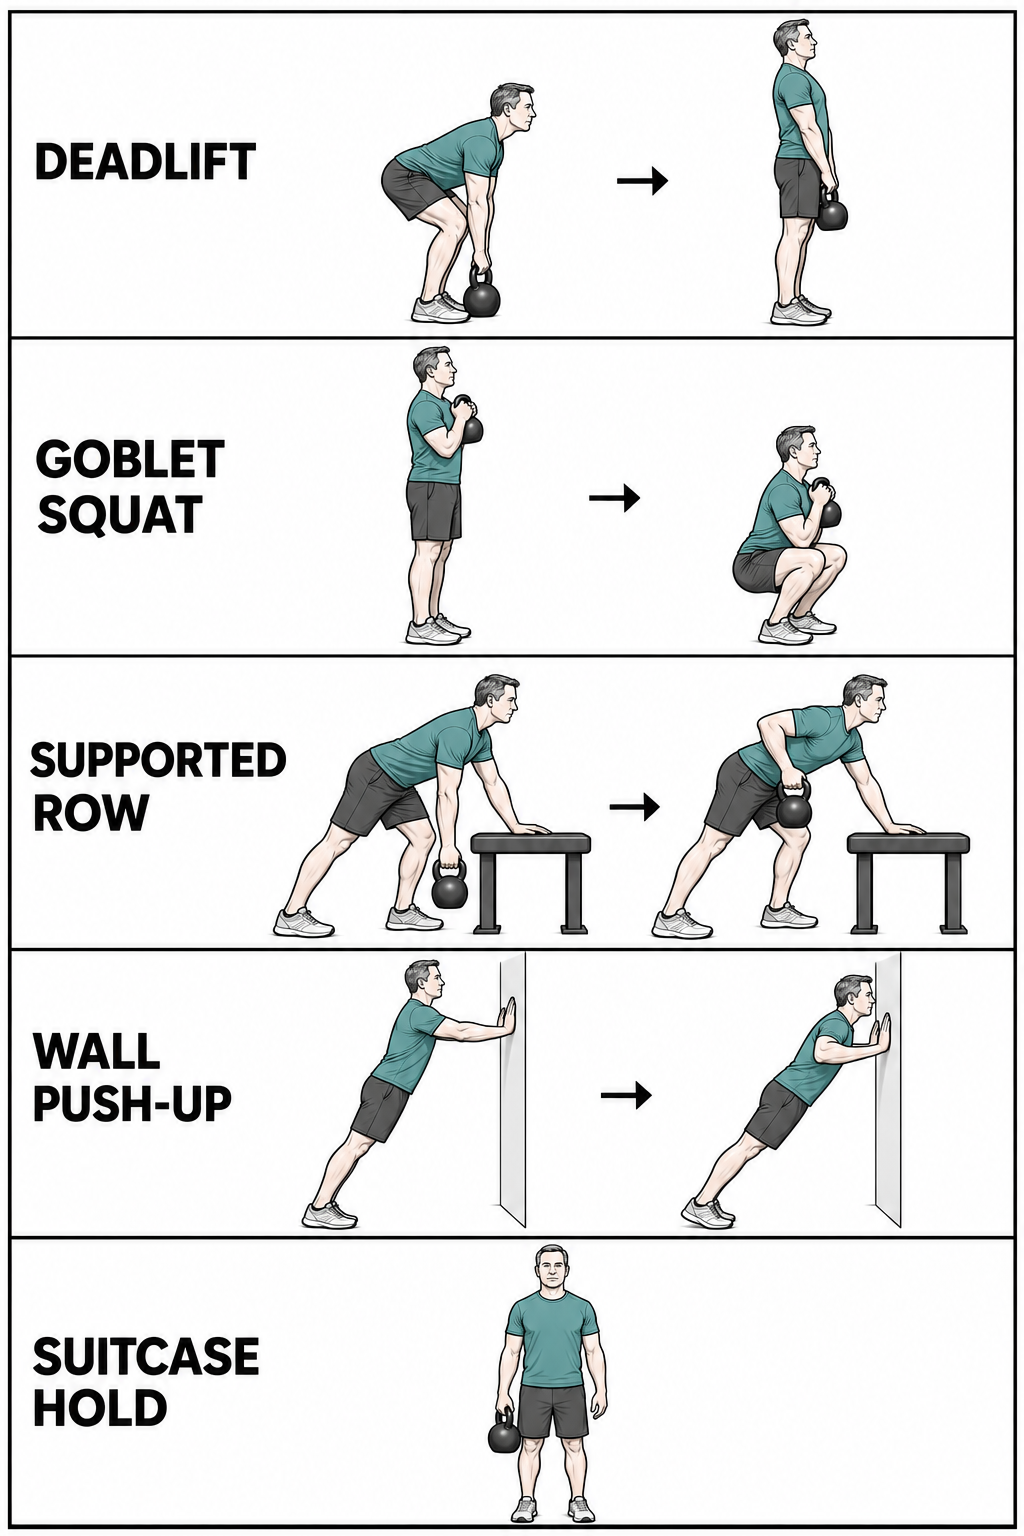 DEADLIFT
GOBLET
SQUAT
SUPPORTED
ROW
WALL
PUSH-UP
SUITCASE
HOLD